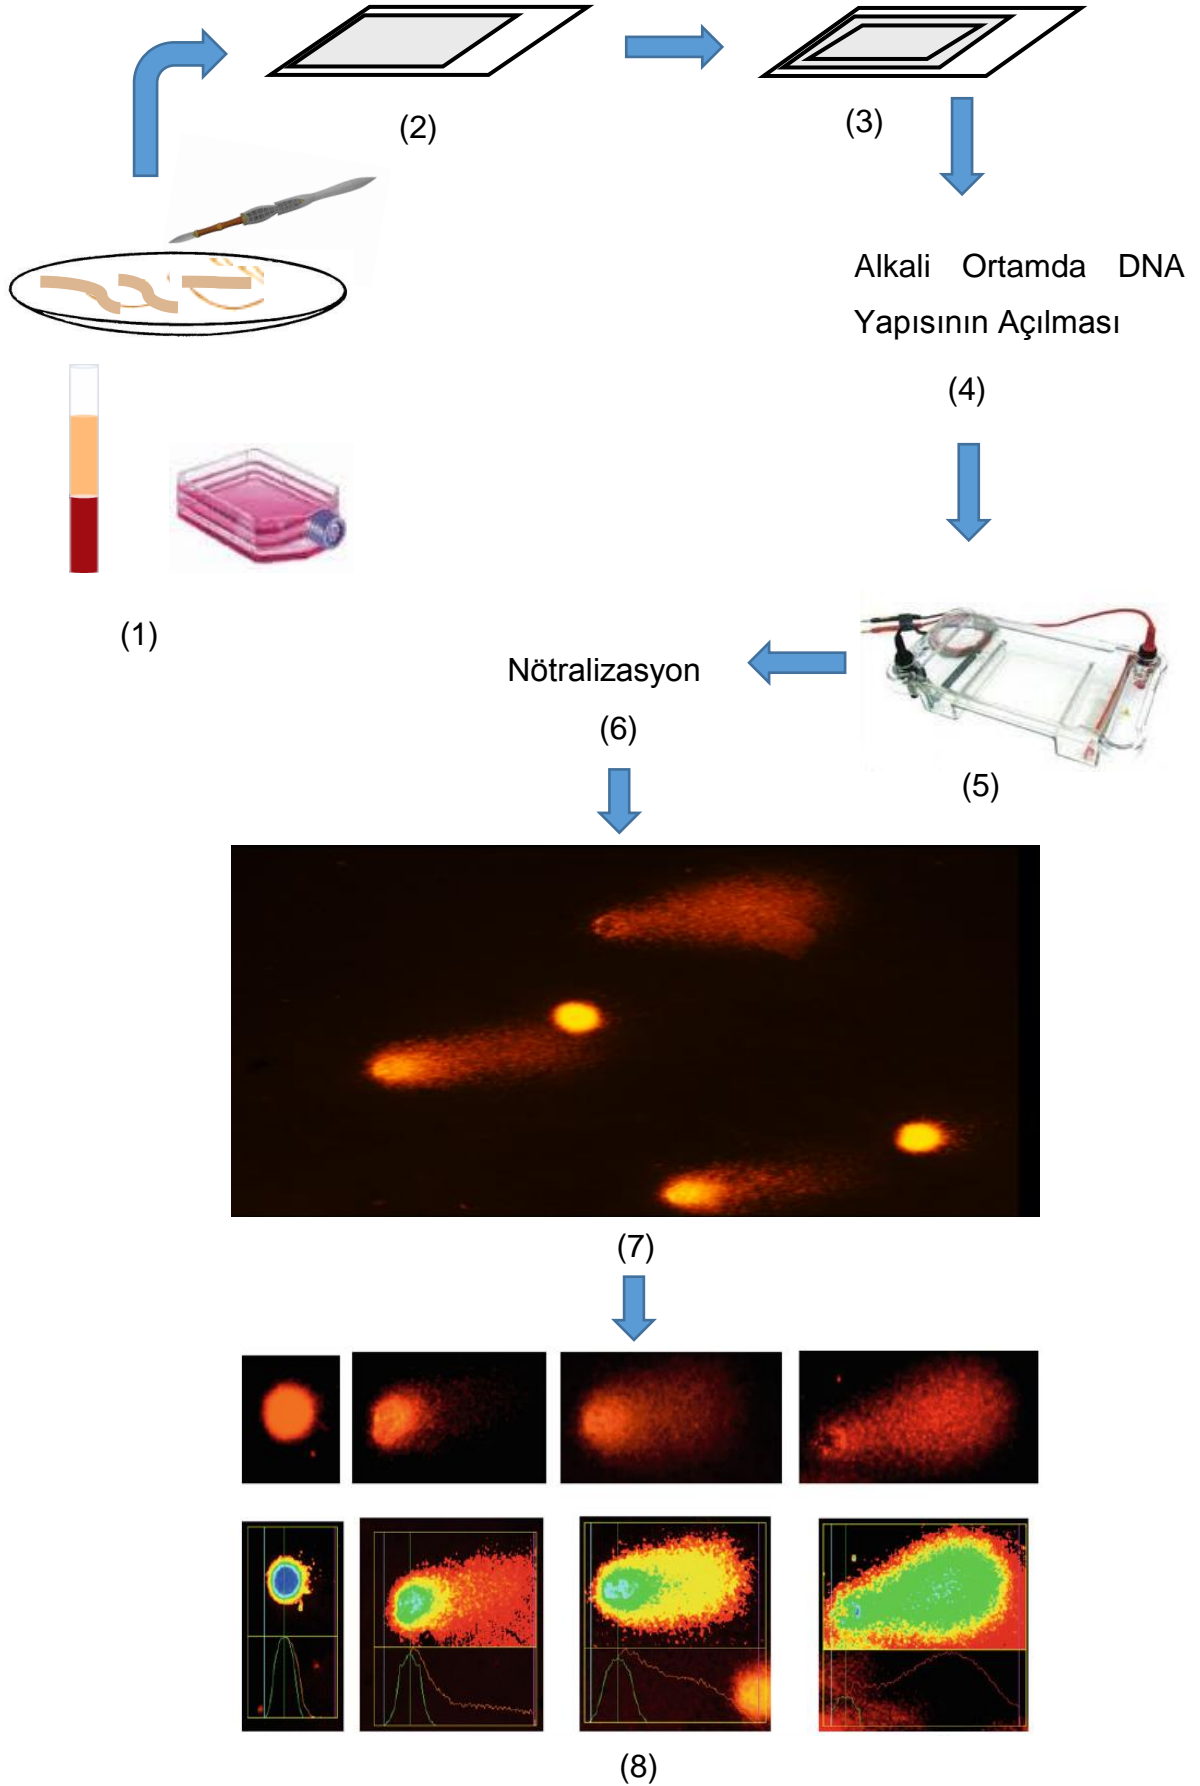 (2)
(3)
Alkali Ortamda DNA
Yapısının Açılması
(4)
(1)
Nötralizasyon
(6)
(5)
(7)
(8)